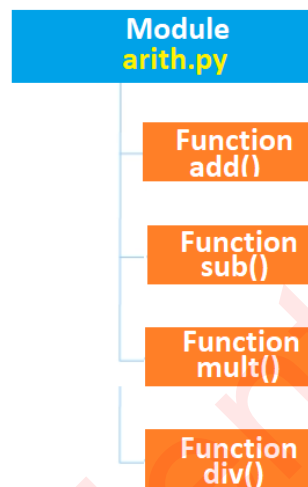 Module
arith.py
Function
add()
Function
sub()
Function
mult()
Function
div()